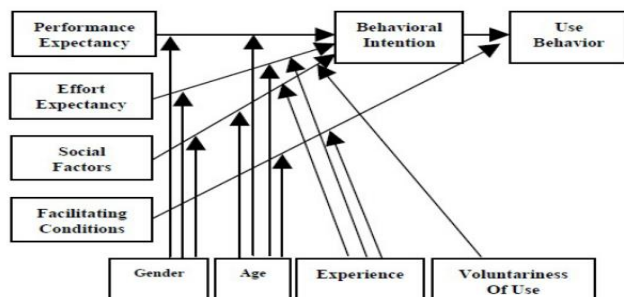 Performance
Expectancy
Behavioral
Intention
Use
Behavior
Effort
Expectancy
Social
Factors
Facilitating
Conditions
Gender
Age
Experience
Voluntariness
Of Use